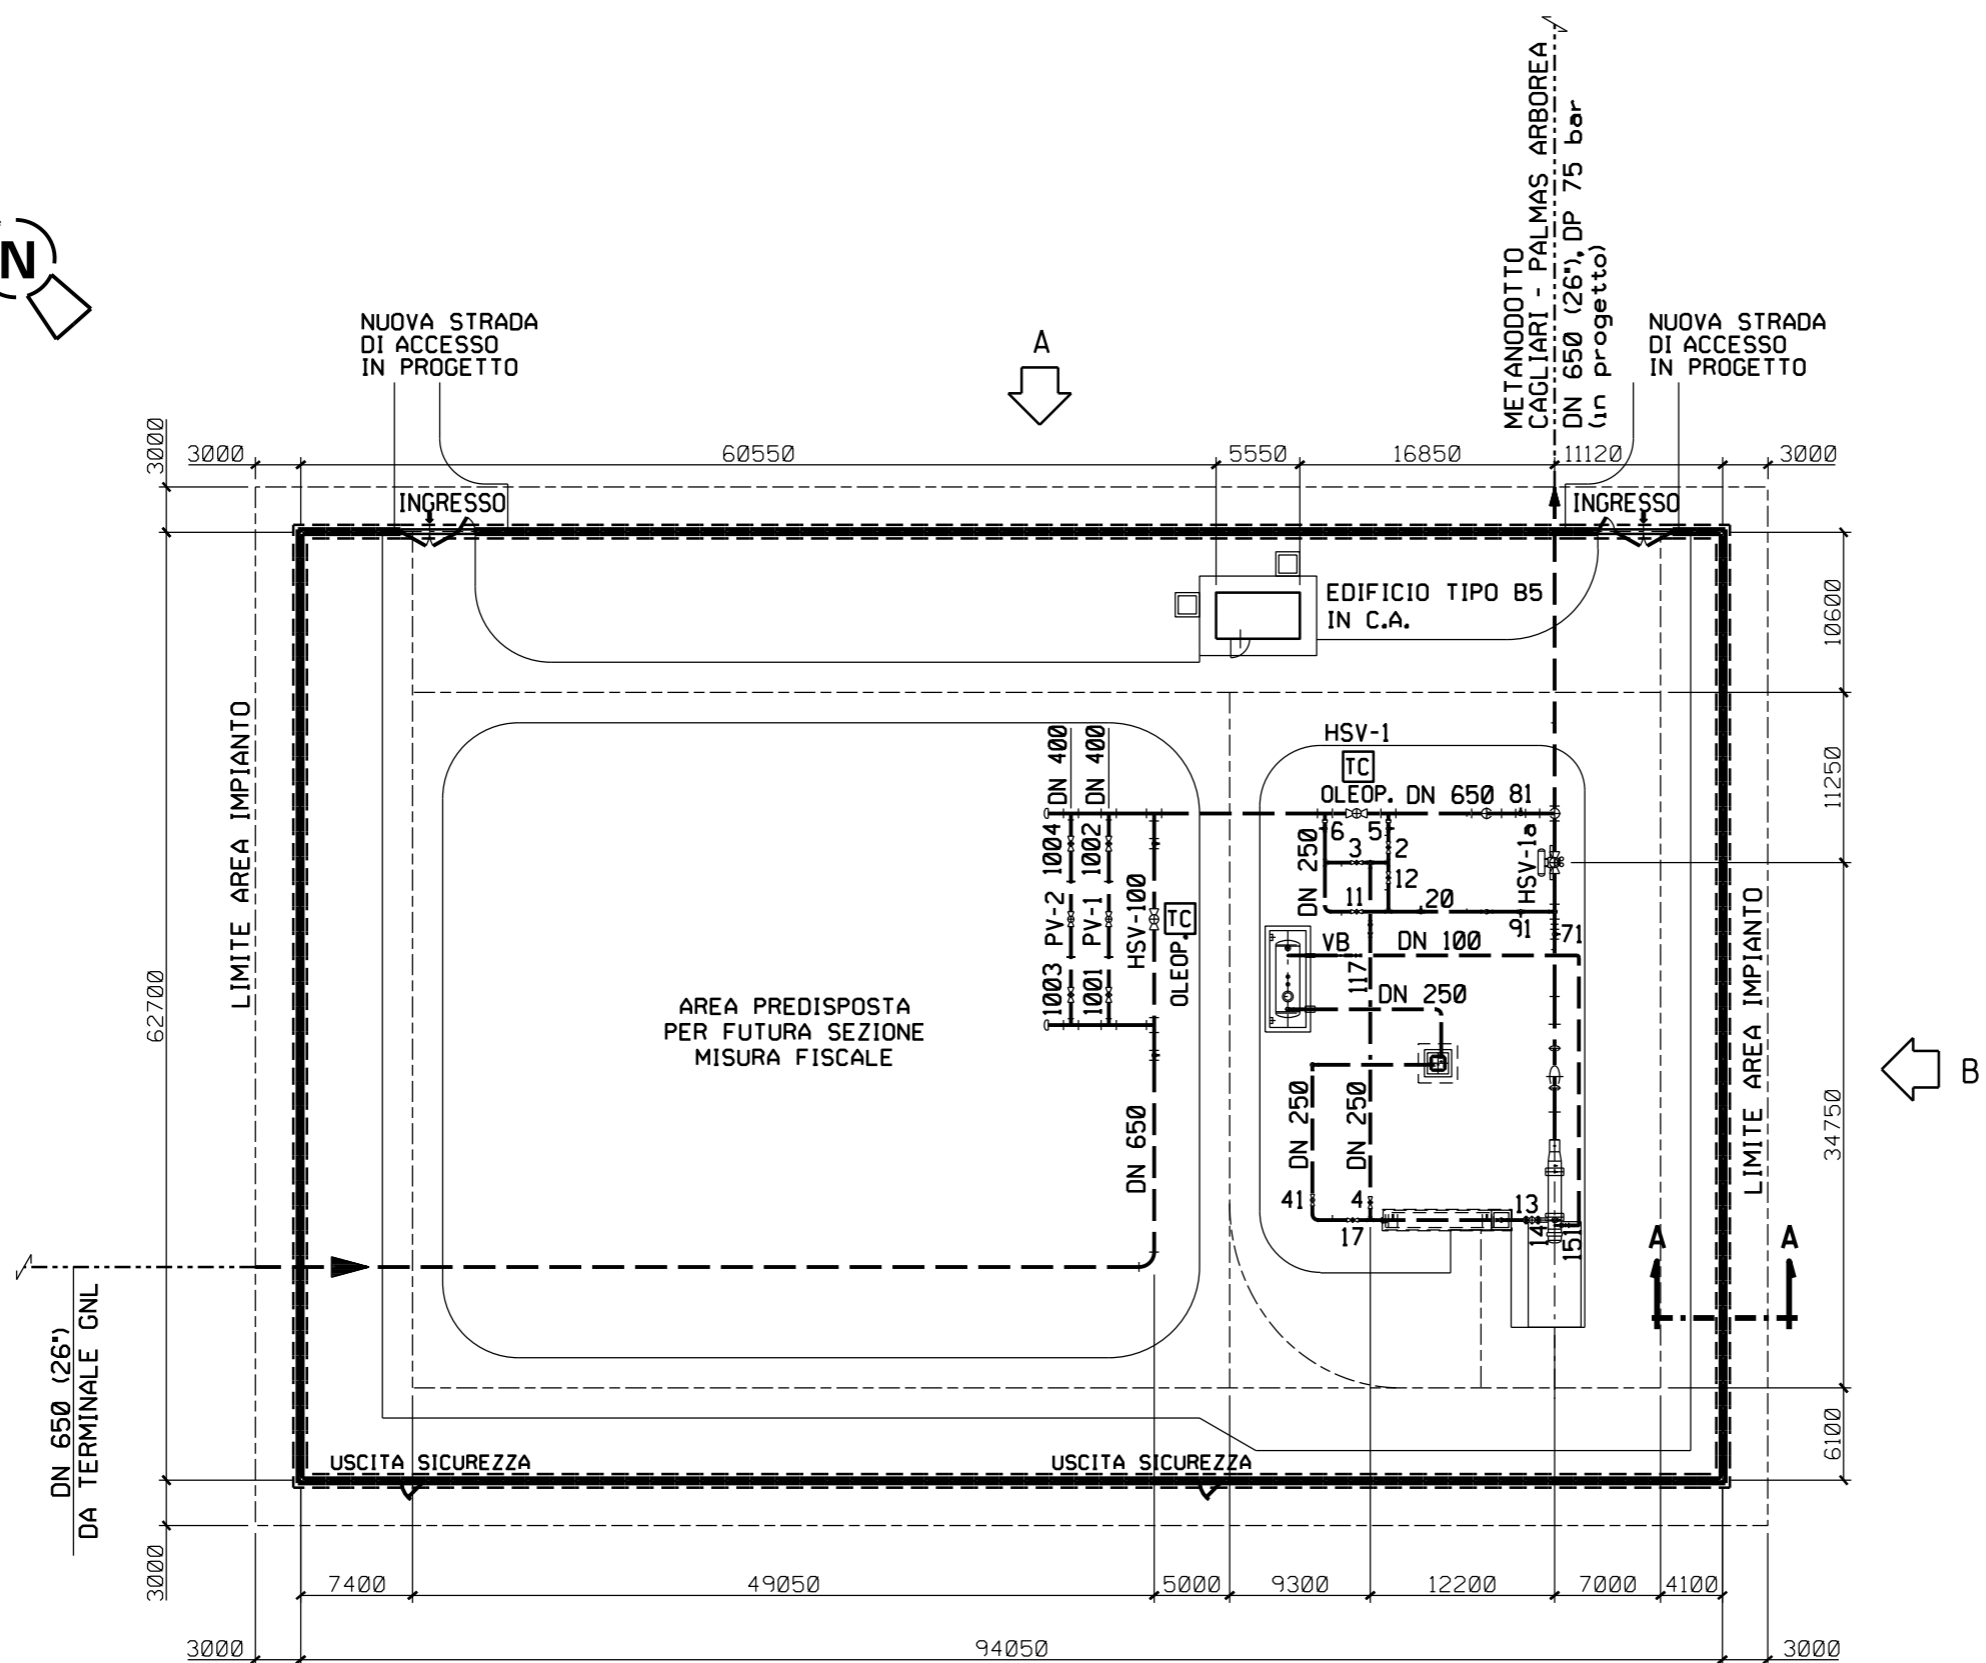 METANODOTTO
CAGLIARI - PALMAS ARBOREA
DN 650 (26"), DP 75 bar
(in progetto)
N
NUOVA STRADA
DI ACCESSO
IN PROGETTO
A
NUOVA STRADA
DI ACCESSO
IN PROGETTO
3000
3000
60550
5550
16850
11120
3000
INGRESSO
INGRESSO
EDIFICIO TIPO B5
IN C.A.
10600
LIMITE AREA IMPIANTO
HSV-1
TC
OLEOP.
DN 650
81
DN 400
DN 400
11250
6
5
3
2
12
DN 250
11
20
HSV-1a
91
71
1004
1002
PV-2
PV-1
HSV-100
TC
OLEOP.
1003
1001
VB
DN 100
117
DN 250
62700
AREA PREDISPOSTA
PER FUTURA SEZIONE
MISURA FISCALE
LIMITE AREA IMPIANTO
B
34750
DN 650
DN 250
DN 250
41
4
17
13
14
151
A
A
DN 650 (26")
DA TERMINALE GNL
USCITA SICUREZZA
USCITA SICUREZZA
6100
3000
7400
49050
5000
9300
12200
7000
4100
3000
94050
3000